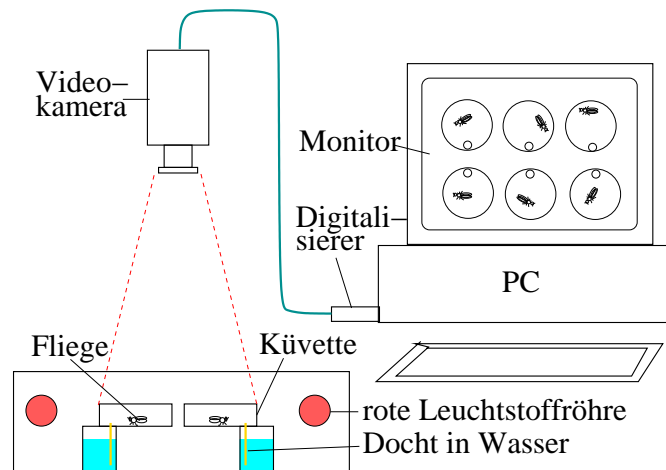 Video–
kamera
Monitor
Digitali–
sierer
PC
Fliege
Küvette
rote Leuchtstoffröhre
Docht in Wasser